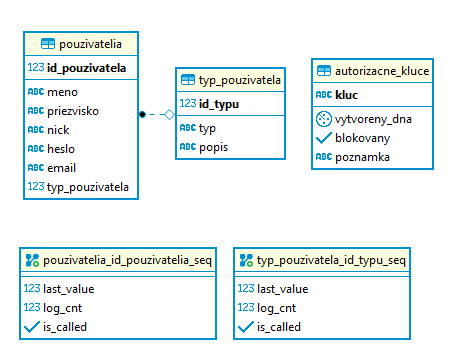 pouzivatelia
123 id_pouzivatela
ABC meno
ABC priezvisko
ABC nick
ABC heslo
ABC email
123 typ_pouzivatela
typ_pouzivatela
123 id_typu
ABC typ
ABC popis
autorizacne_kluce
ABC kluc
vytvoreny_dna
blokovany
ABC poznamka
pouzivatelia_id_pouzivatelia_seq
123 last_value
123 log_cnt
is_called
typ_pouzivatela_id_typu_seq
123 last_value
123 log_cnt
is_called